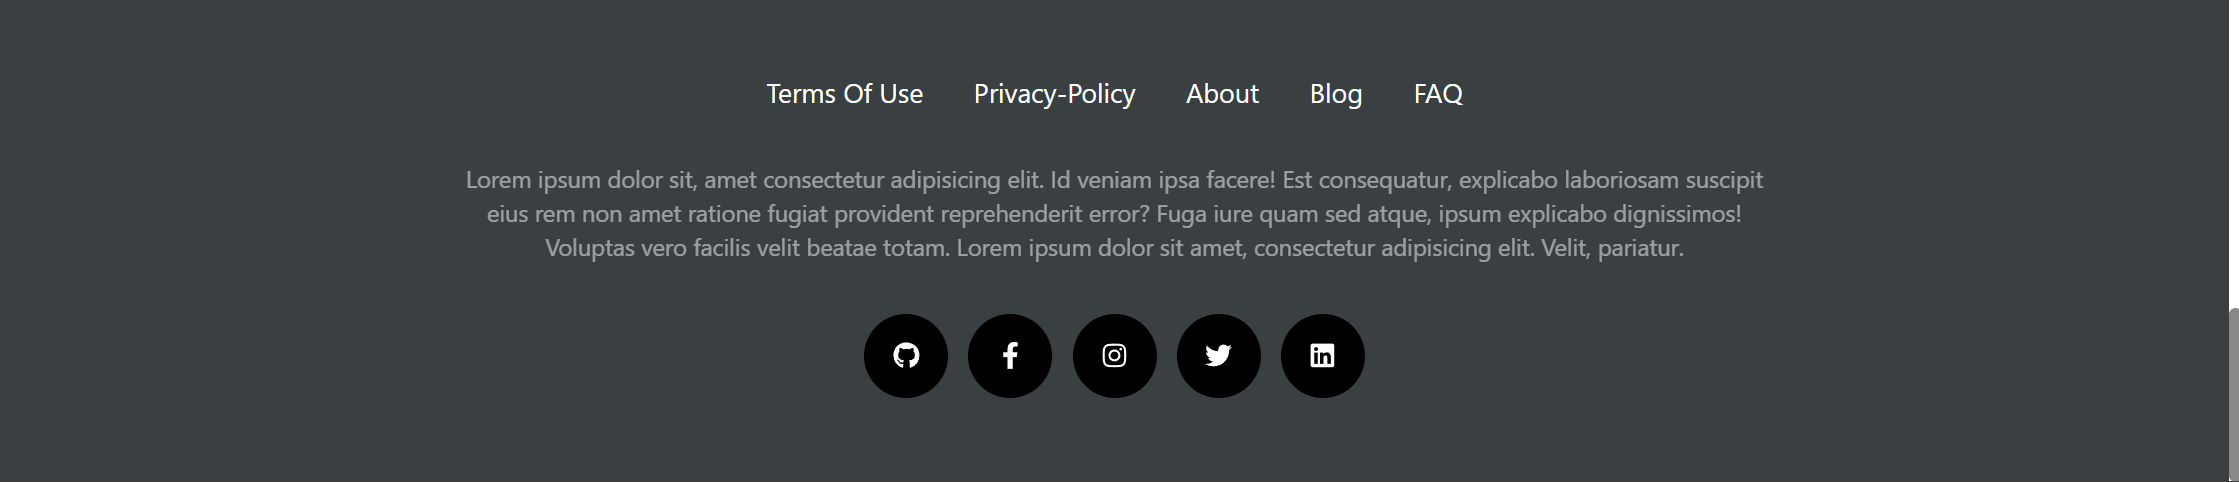 Terms Of Use Privacy-Policy About Blog FAQ
Lorem ipsum dolor sit, amet consectetur adipisicing elit. Id veniam ipsa facere! Est consequatur, explicabo laboriosam suscipit
eius rem non amet ratione fugiat provident reprehenderit error? Fuga iure quam sed atque, ipsum explicabo dignissimos!
Voluptas vero facilis velit beatae totam. Lorem ipsum dolor sit amet, consectetur adipisicing elit. Velit, pariatur.